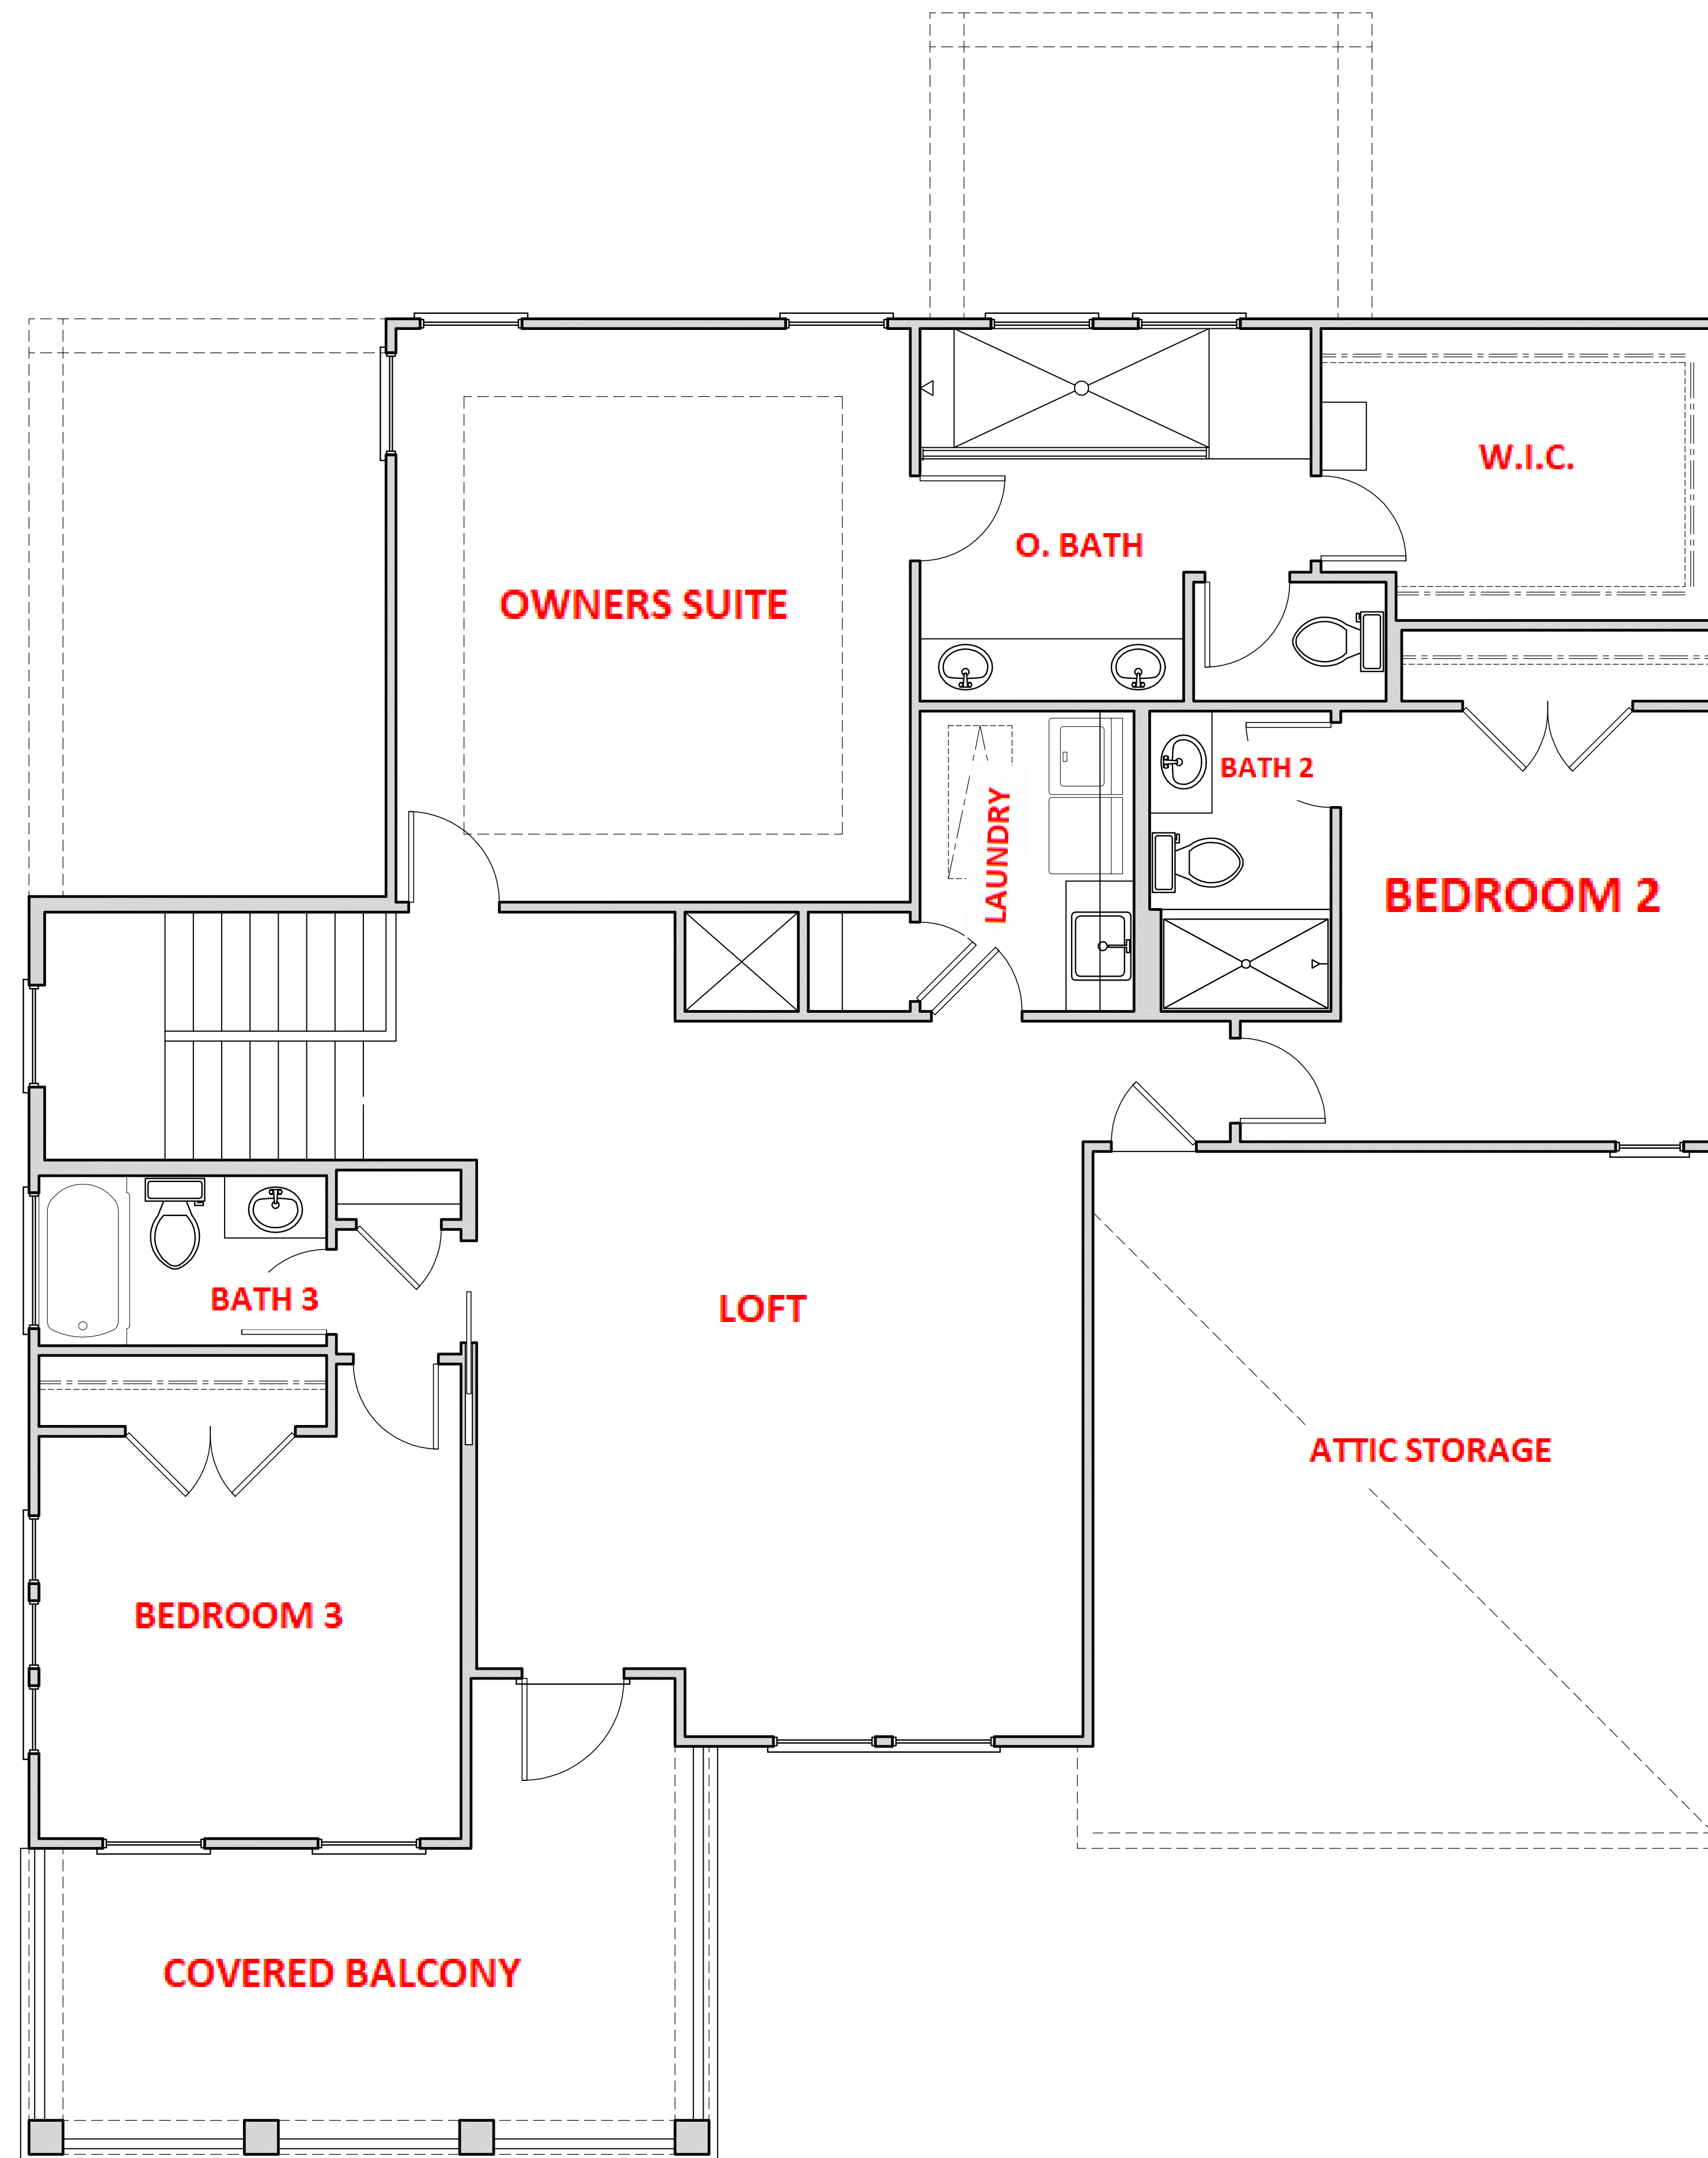 W.I.C.
O. BATH
OWNERS SUITE
BATH 2
LAUNDRY
BEDROOM 2
BATH 3
LOFT
ATTIC STORAGE
BEDROOM 3
COVERED BALCONY